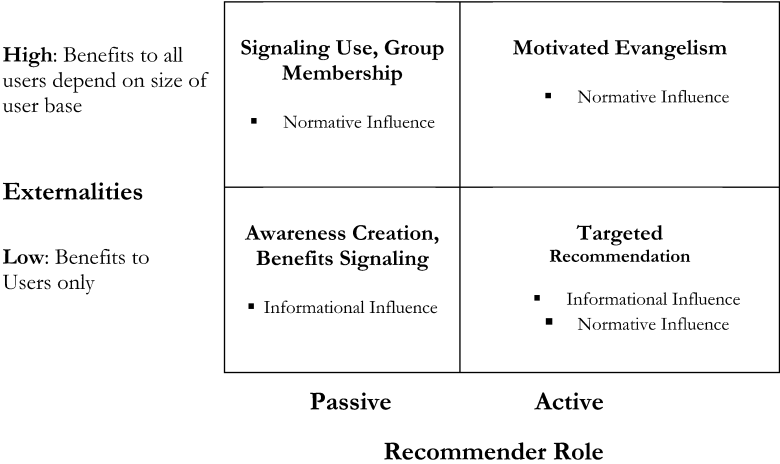 High: Benefits to all
users depend on size of
user base
Signaling Use, Group
Membership
▪ Normative Influence
Motivated Evangelism
▪ Normative Influence
Externalities
Low: Benefits to
Users only
Awareness Creation,
Benefits Signaling
▪ Informational Influence
Targeted
Recommendation
▪ Informational Influence
▪ Normative Influence
Passive
Active
Recommender Role